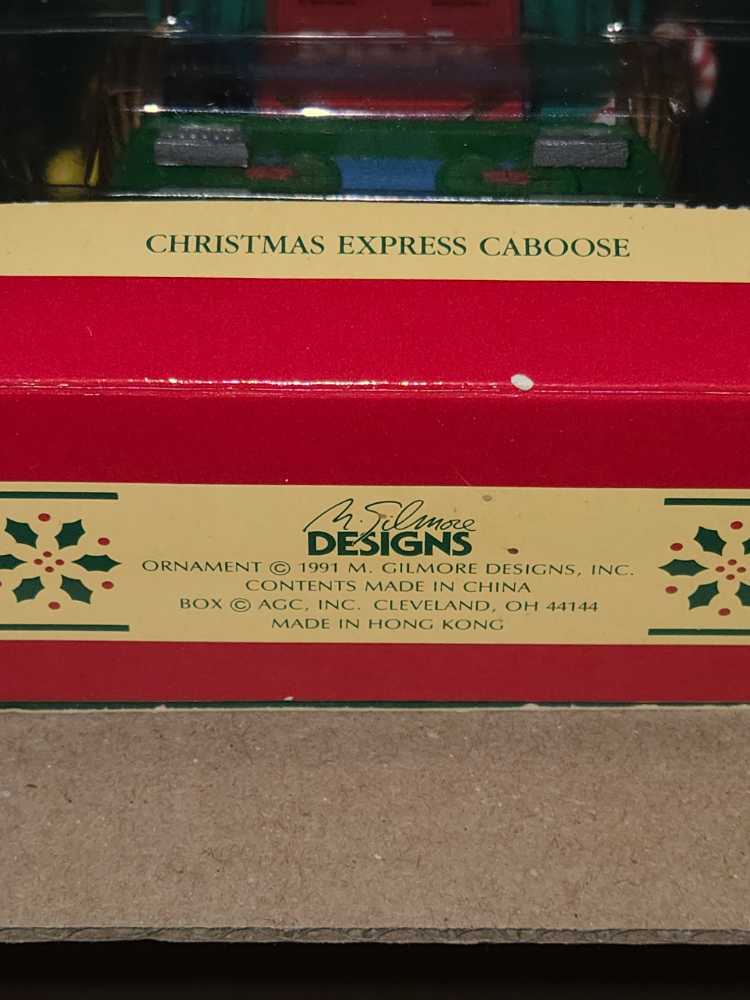 CHRISTMAS EXPRESS CABOOSE
M. Gilmore
DESIGNS
ORNAMENT © 1991 M. GILMORE DESIGNS, INC.
CONTENTS MADE IN CHINA
BOX © AGC, INC. CLEVELAND, OH 44144
MADE IN HONG KONG